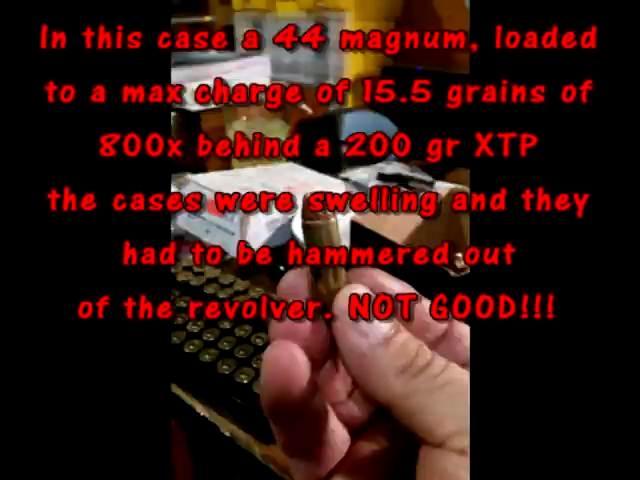 In this case a 44 magnum, loaded
to a max charge of 15.5 grains of
800x behind a 200 gr XTP
the cases were swelling and they
had to be hammered out
of the revolver. NOT GOOD!!!